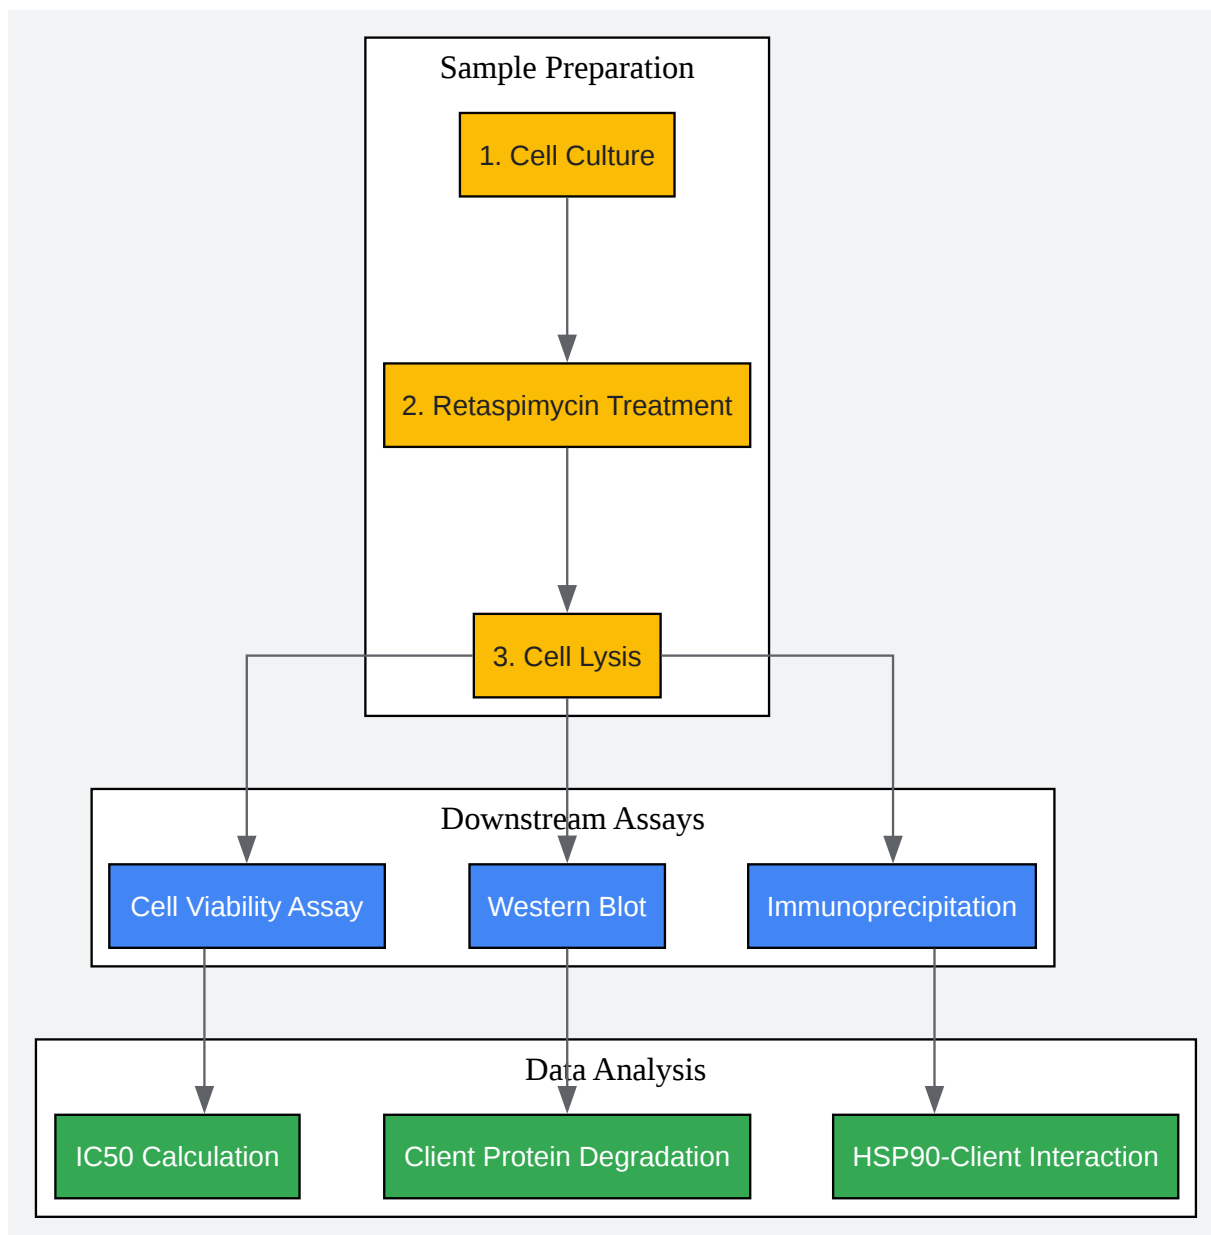 Sample Preparation
1. Cell Culture
2. Retaspimycin Treatment
3. Cell Lysis
Downstream Assays
Cell Viability Assay
Western Blot
Immunoprecipitation
Data Analysis
IC50 Calculation
Client Protein Degradation
HSP90-Client Interaction